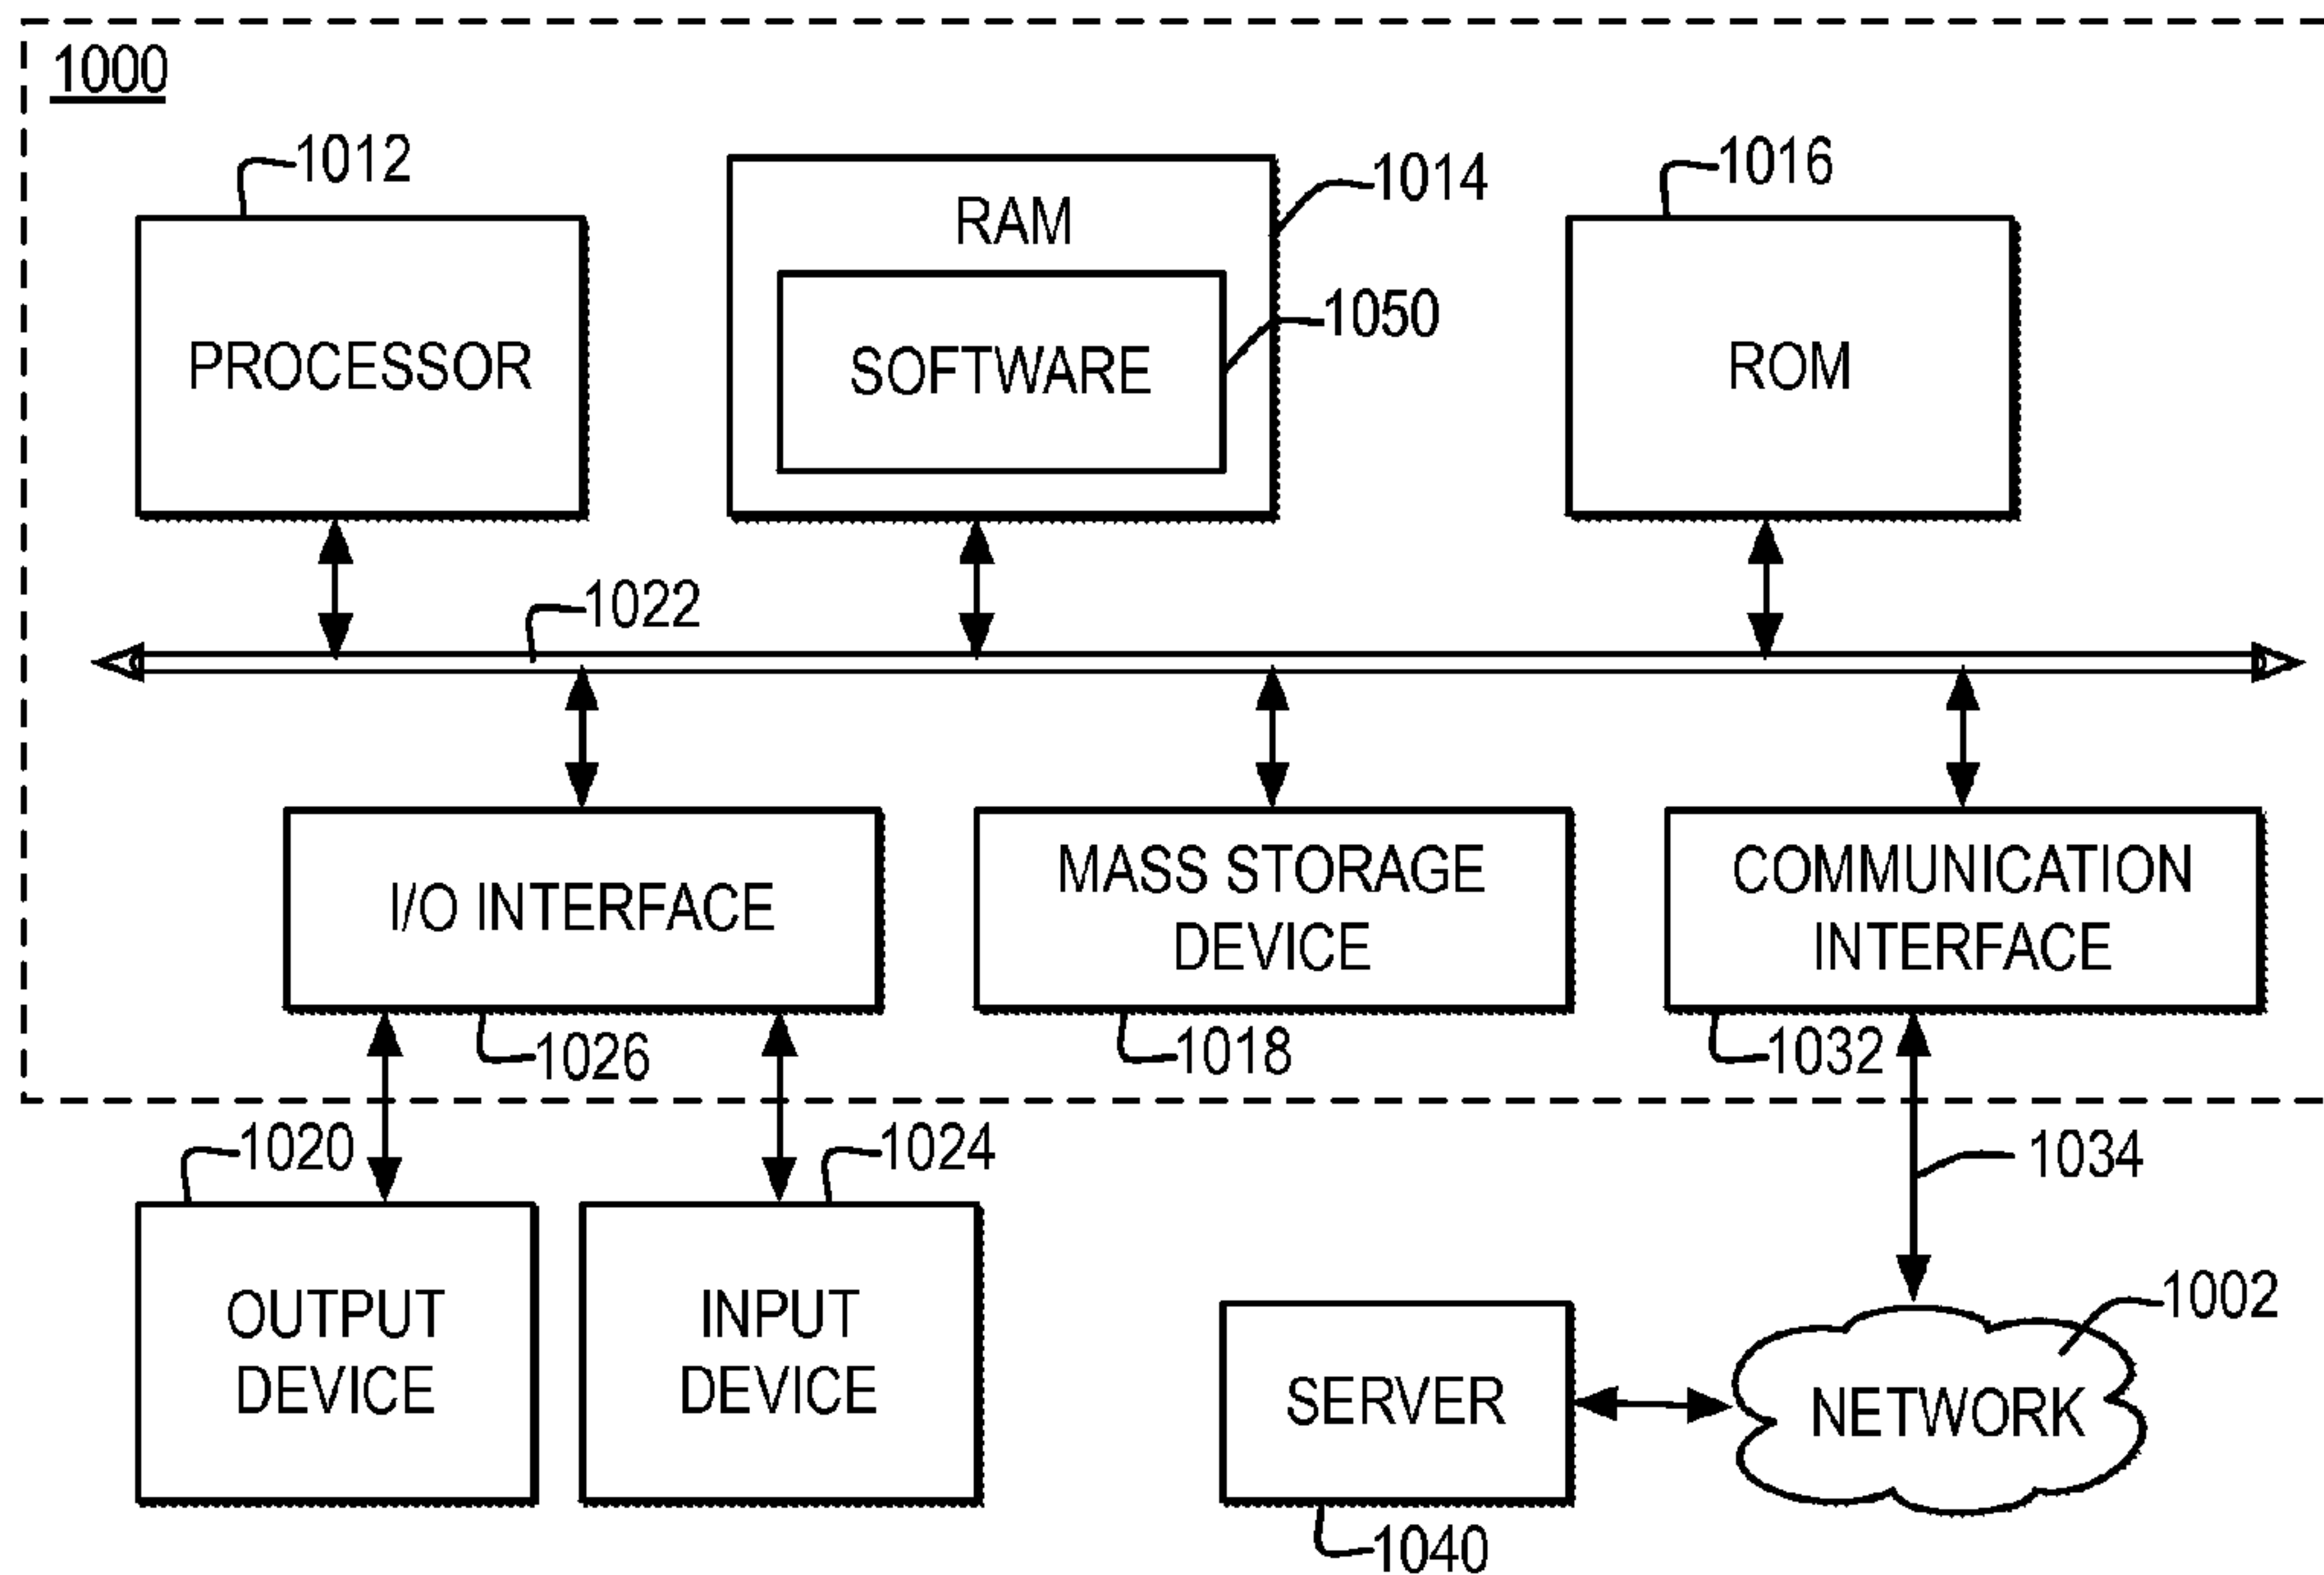 1000
1012
1014
1016
RAM
1050
PROCESSOR
SOFTWARE
ROM
1022
I/O INTERFACE
MASS STORAGE
DEVICE
COMMUNICATION
INTERFACE
1026
1018
1032
1020
1024
1034
OUTPUT
DEVICE
INPUT
DEVICE
1002
SERVER
NETWORK
1040